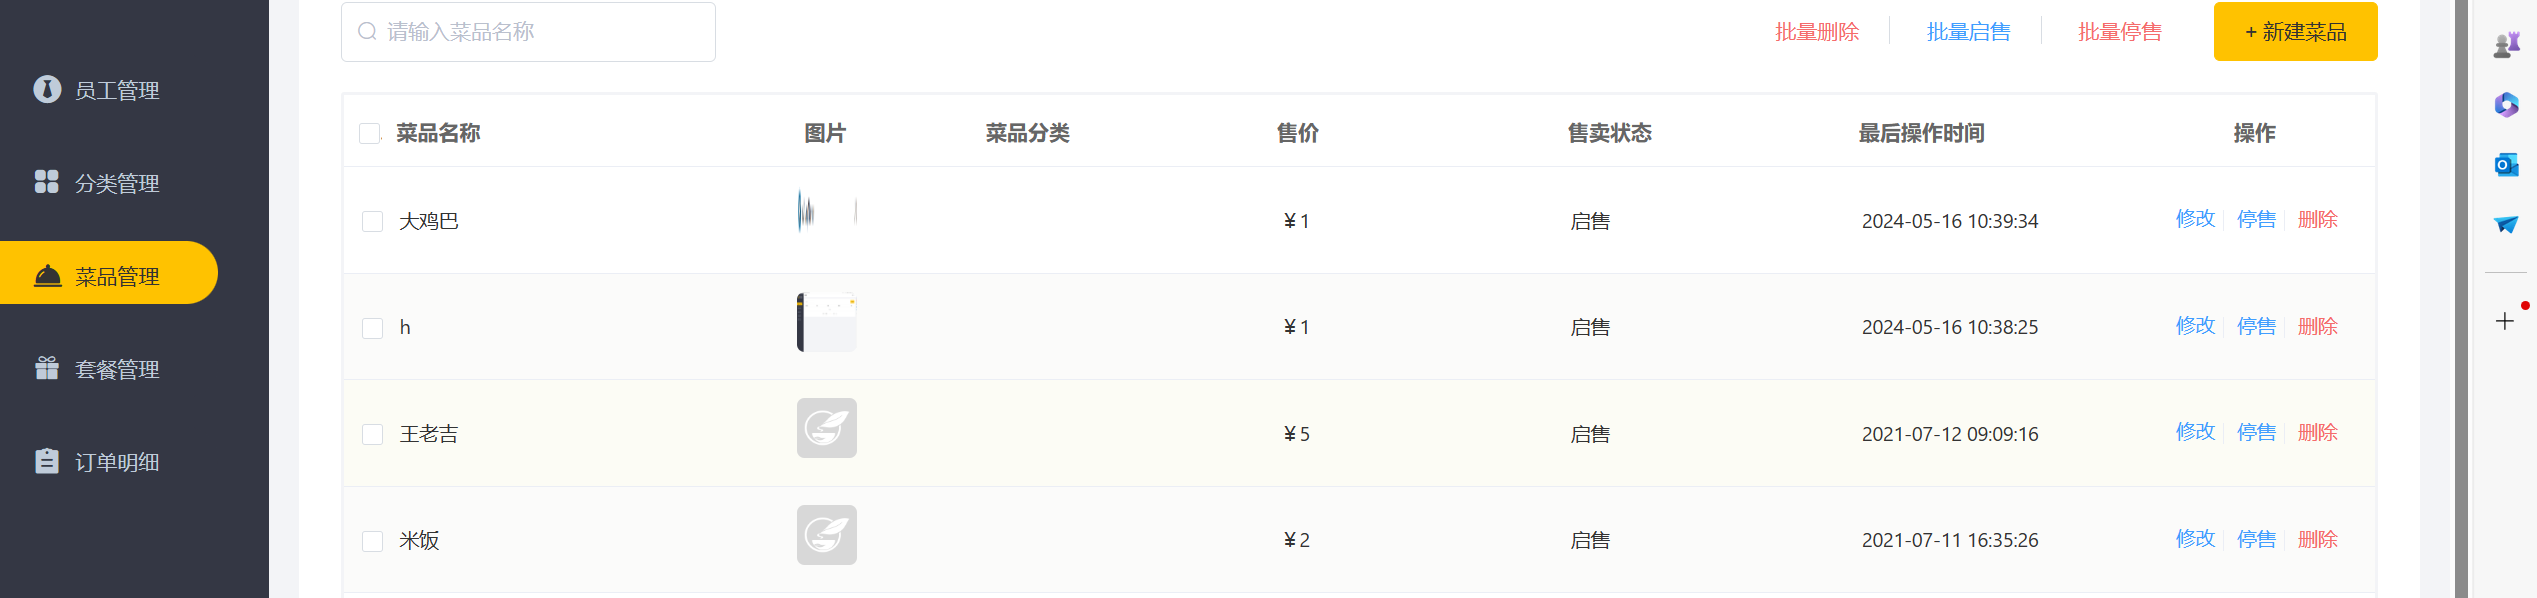 请输入菜品名称
批量删除 批量启售 批量停售 + 新建菜品
员工管理
分类管理
菜品管理
套餐管理
订单明细
菜品名称 图片 菜品分类 售价 售卖状态 最后操作时间 操作
大鸡巴 ¥ 1 启售 2024-05-16 10:39:34 修改 停售 删除
h ¥ 1 启售 2024-05-16 10:38:25 修改 停售 删除
王老吉 ¥ 5 启售 2021-07-12 09:09:16 修改 停售 删除
米饭 ¥ 2 启售 2021-07-11 16:35:26 修改 停售 删除